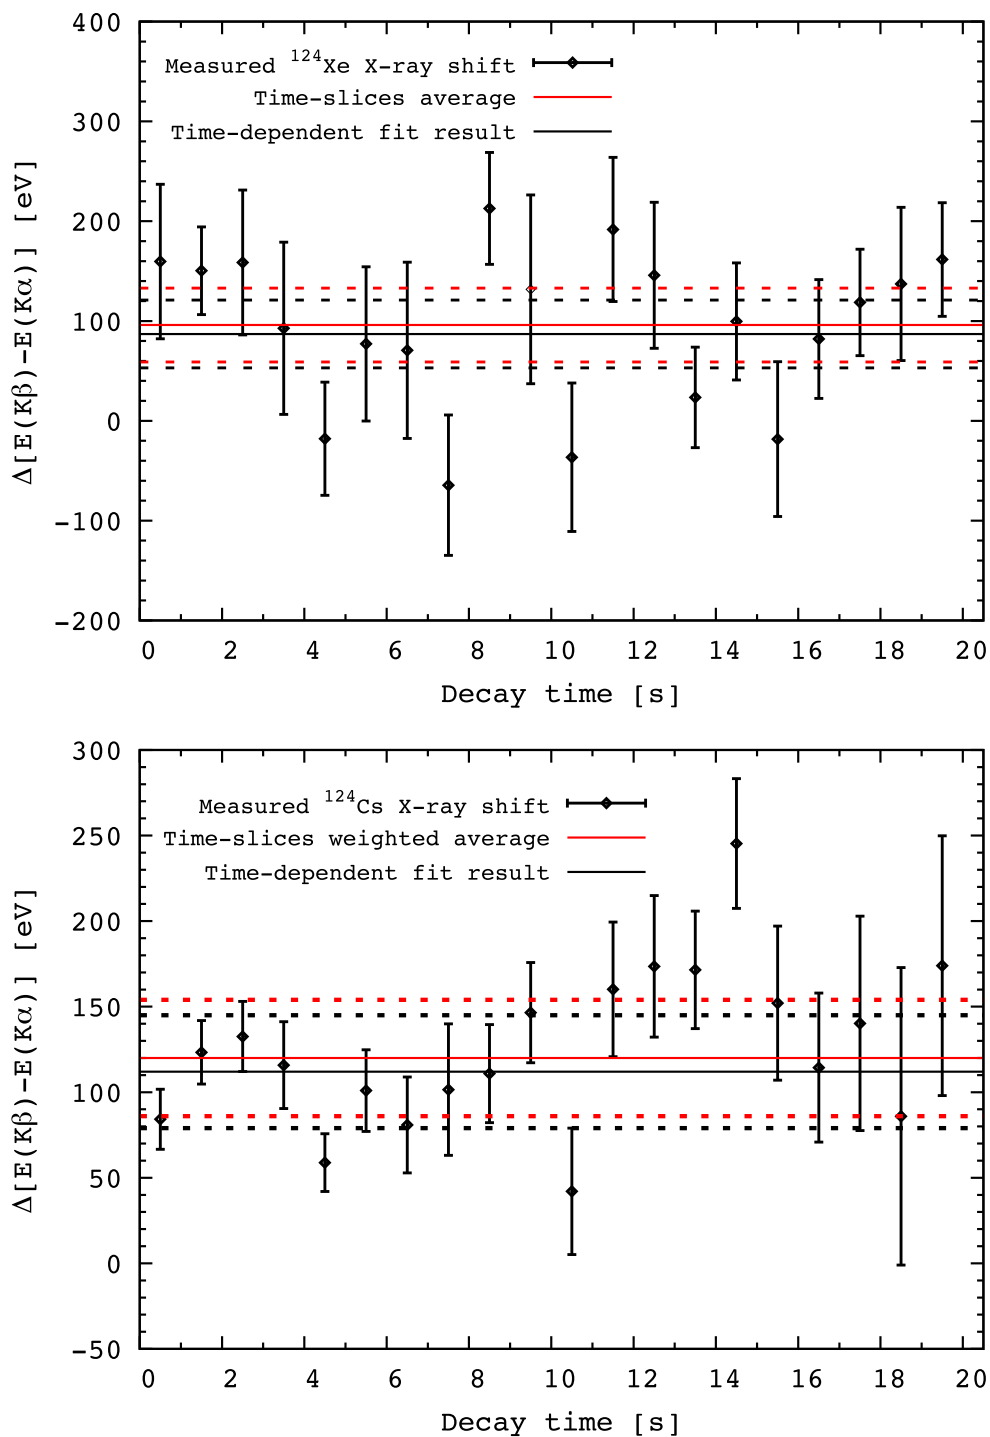 400
300
200
100
0
-100
-200
Δ[E(Kβ)-E(Kα)] [eV]
Measured ¹²⁴Xe X-ray shift
Time-slices average
Time-dependent fit result
0 2 4 6 8 10 12 14 16 18 20
Decay time [s]
300
250
200
150
100
50
0
-50
Δ[E(Kβ)-E(Kα)] [eV]
Measured ¹²⁴Cs X-ray shift
Time-slices weighted average
Time-dependent fit result
0 2 4 6 8 10 12 14 16 18 20
Decay time [s]